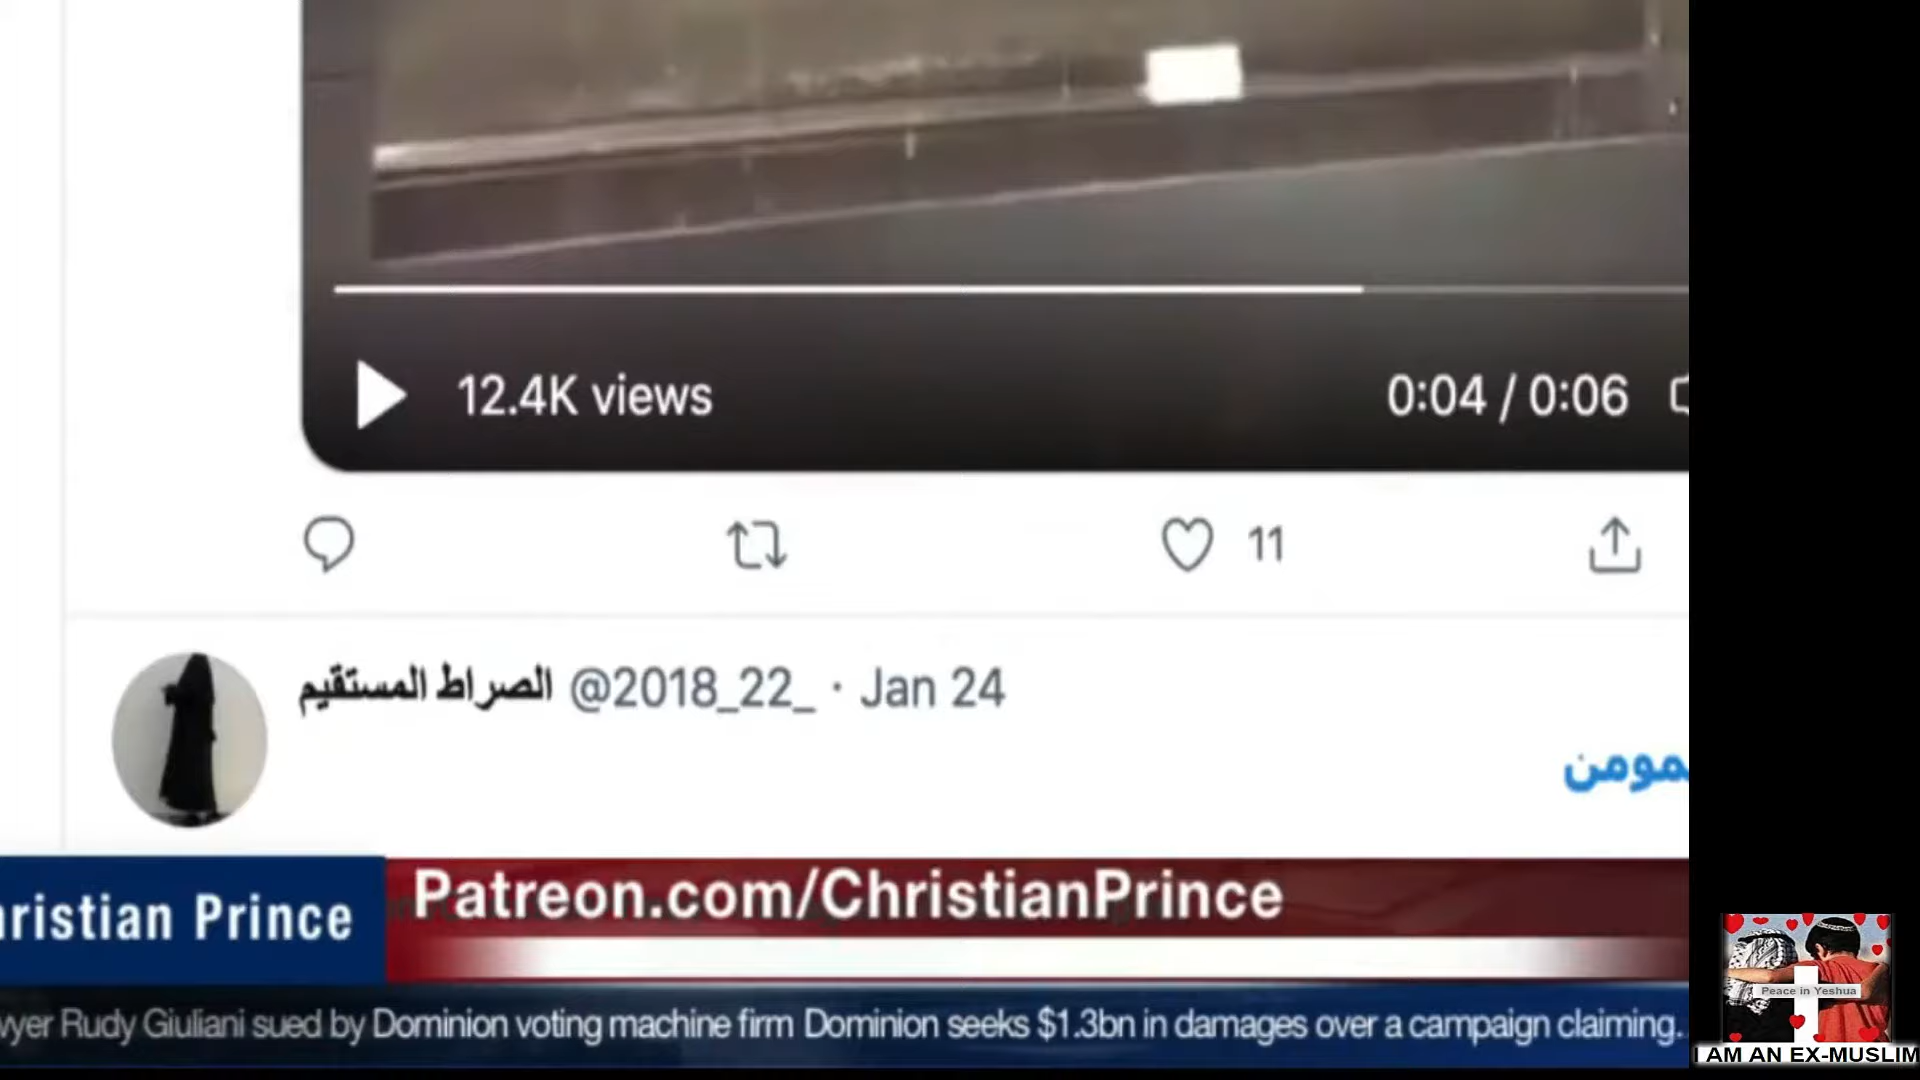 12.4K views
0:04 / 0:06
11
الصراط المستقيم @2018_22_ · Jan 24
مومن
ristian Prince
Patreon.com/ChristianPrince
wyer Rudy Giuliani sued by Dominion voting machine firm Dominion seeks $1.3bn in damages over a campaign claiming.
Peace in Yeshua
I AM AN EX-MUSLIM